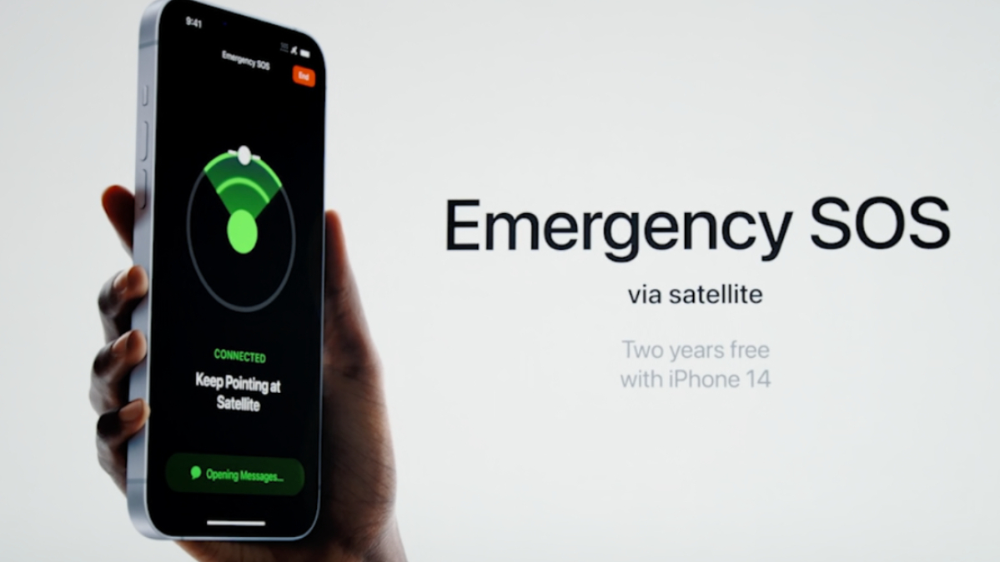 9:41
Emergency SOS
End
CONNECTED
Keep Pointing at
Satellite
Opening Messages...
Emergency SOS
via satellite
Two years free
with iPhone 14